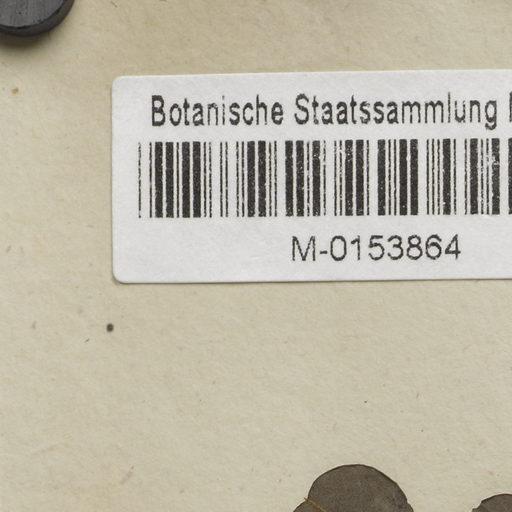 Botanische Staatssammlung
M-0153864